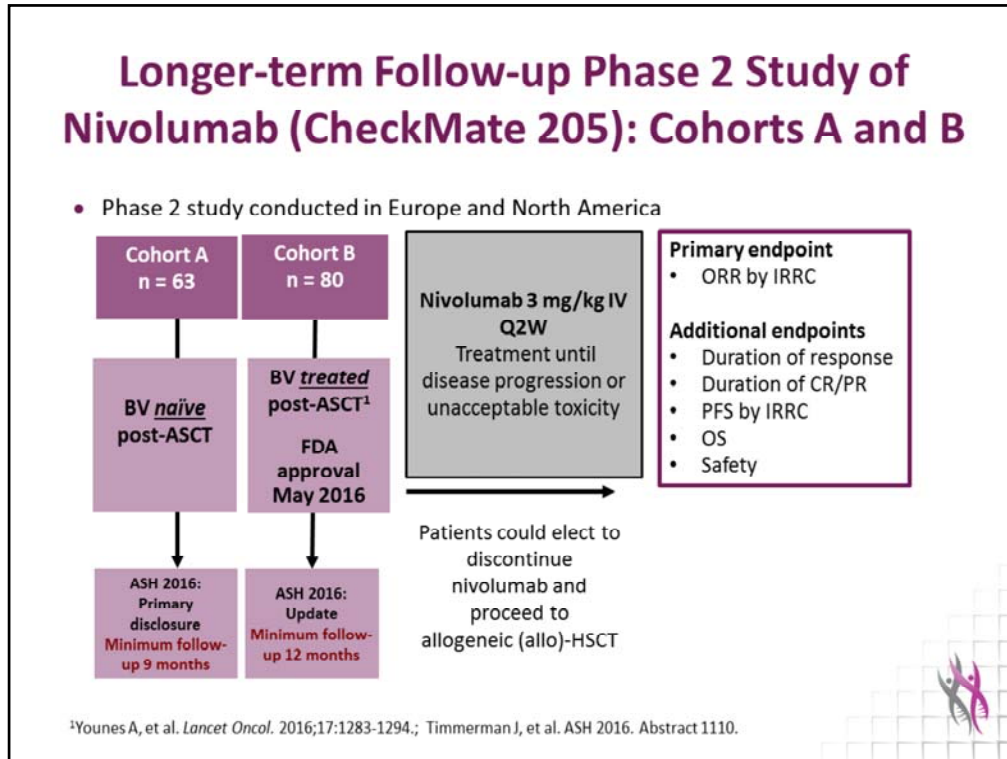 Longer-term Follow-up Phase 2 Study of
Nivolumab (CheckMate 205): Cohorts A and B
• Phase 2 study conducted in Europe and North America
Cohort A
n = 63
BV naïve
post-ASCT
ASH 2016:
Primary
disclosure
Minimum follow-
up 9 months
Cohort B
n = 80
BV treated
post-ASCT¹
FDA
approval
May 2016
ASH 2016:
Update
Minimum follow-
up 12 months
Nivolumab 3 mg/kg IV
Q2W
Treatment until
disease progression or
unacceptable toxicity
Patients could elect to
discontinue
nivolumab and
proceed to
allogeneic (allo)-HSCT
Primary endpoint
• ORR by IRRC
Additional endpoints
• Duration of response
• Duration of CR/PR
• PFS by IRRC
• OS
• Safety
¹Younes A, et al. Lancet Oncol. 2016;17:1283-1294.; Timmerman J, et al. ASH 2016. Abstract 1110.